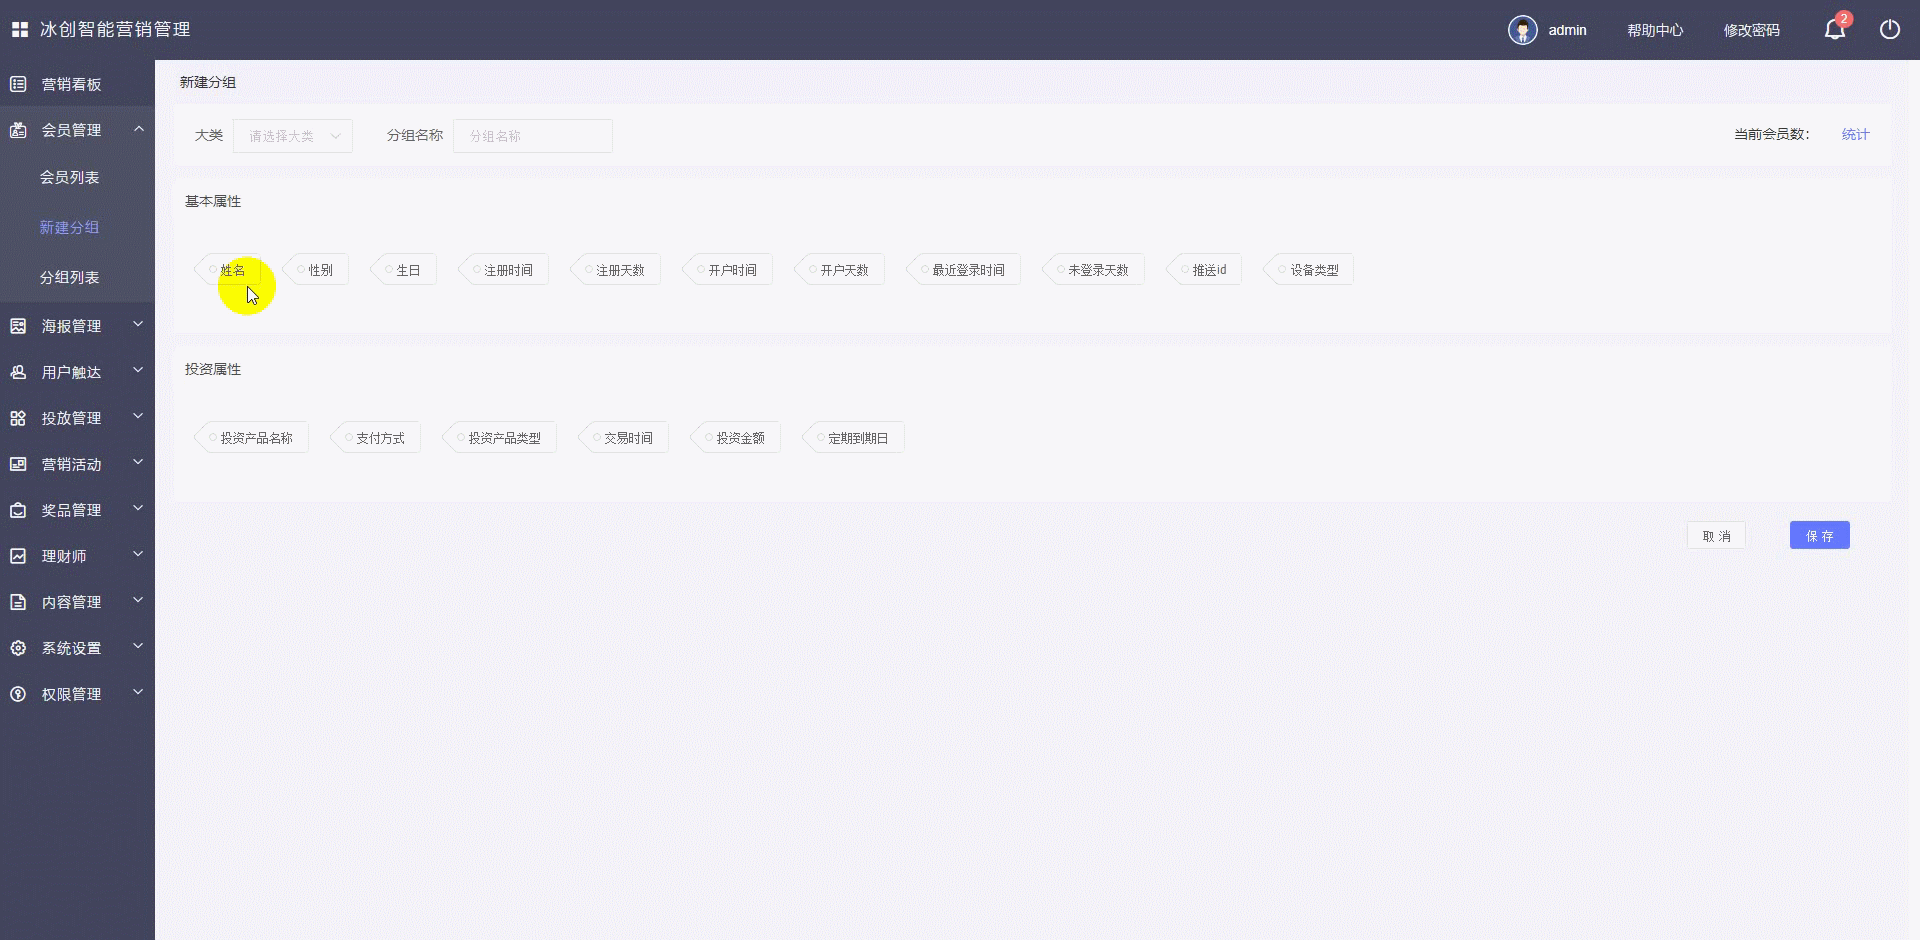 冰创智能营销管理
admin 帮助中心 修改密码 2
营销看板
会员管理
会员列表
新建分组
分组列表
海报管理
用户触达
投放管理
营销活动
奖品管理
理财师
内容管理
系统设置
权限管理
新建分组
大类 请选择大类 分组名称 分组名称 当前会员数： 统计
基本属性
姓名 性别 生日 注册时间 注册天数 开户时间 开户天数 最近登录时间 未登录天数 推送id 设备类型
投资属性
投资产品名称 支付方式 投资产品类型 交易时间 投资金额 定期到期日
取消 保存